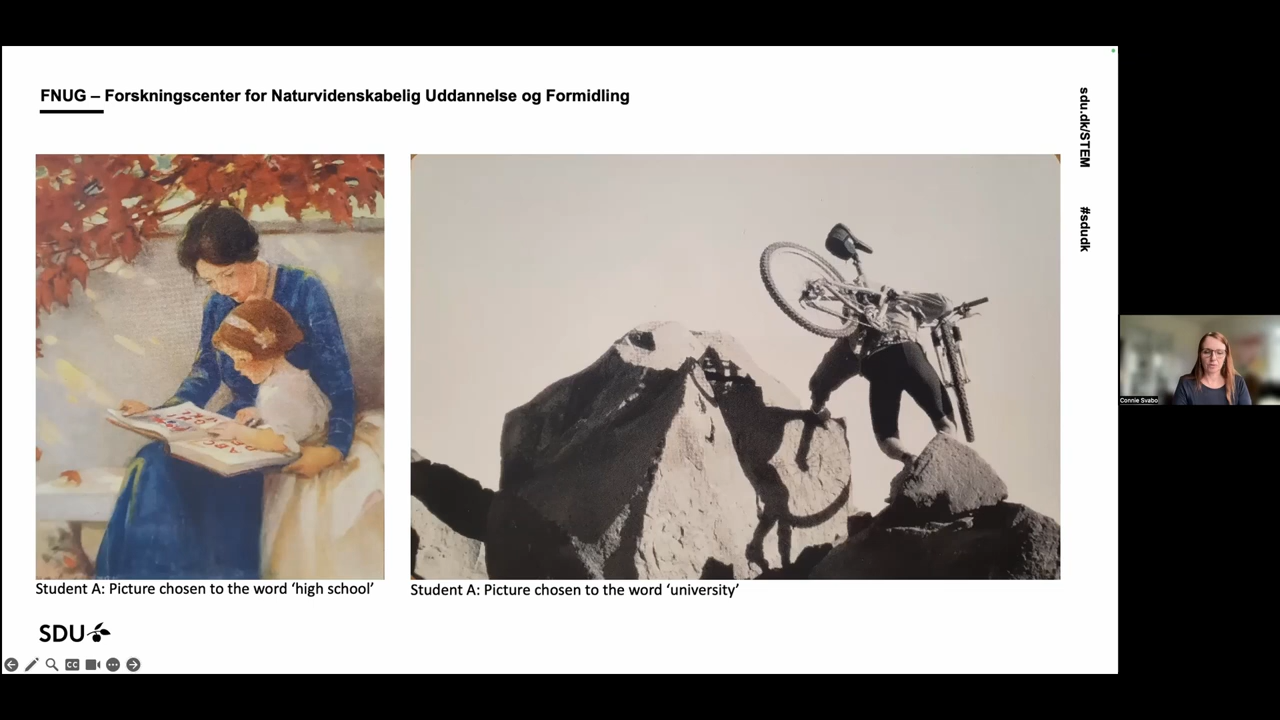 FNUG – Forskningscenter for Naturvidenskabelig Uddannelse og Formidling
sdu.dk/STEM
#sdudk
Student A: Picture chosen to the word ‘high school’
Student A: Picture chosen to the word ‘university’
SDU
CC
Connie Svabo